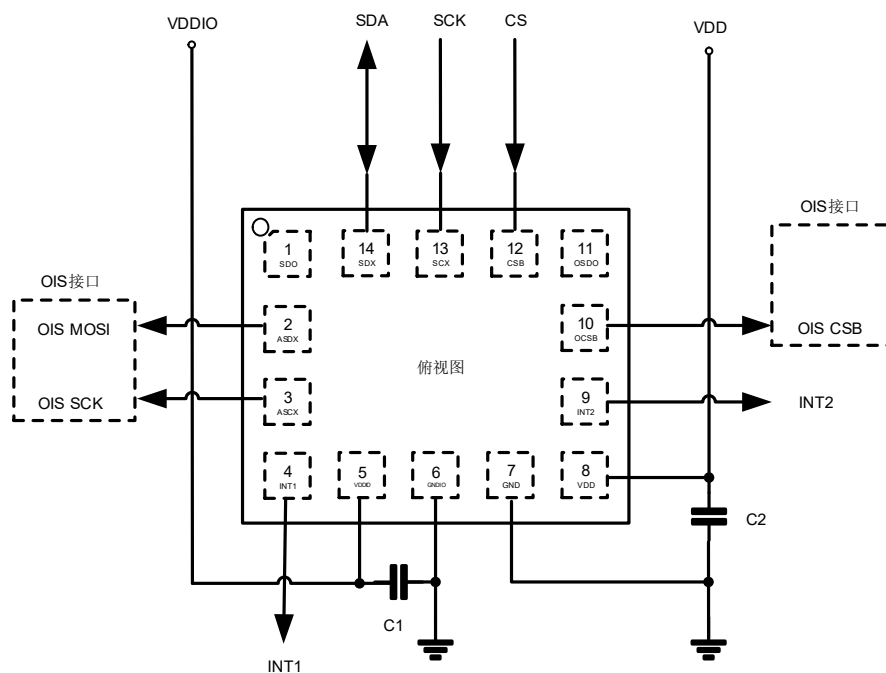 VDDIO
SDA
SCK
CS
VDD
OIS接口
1
SDO
14
SDX
13
SCX
12
CSB
11
OSDO
OIS接口
OIS MOSI
2
ASDX
10
OCSB
OIS CSB
俯视图
OIS SCK
3
ASCX
9
INT2
INT2
4
INT1
5
VDDIO
6
GNDIO
7
GND
8
VDD
C2
C1
INT1